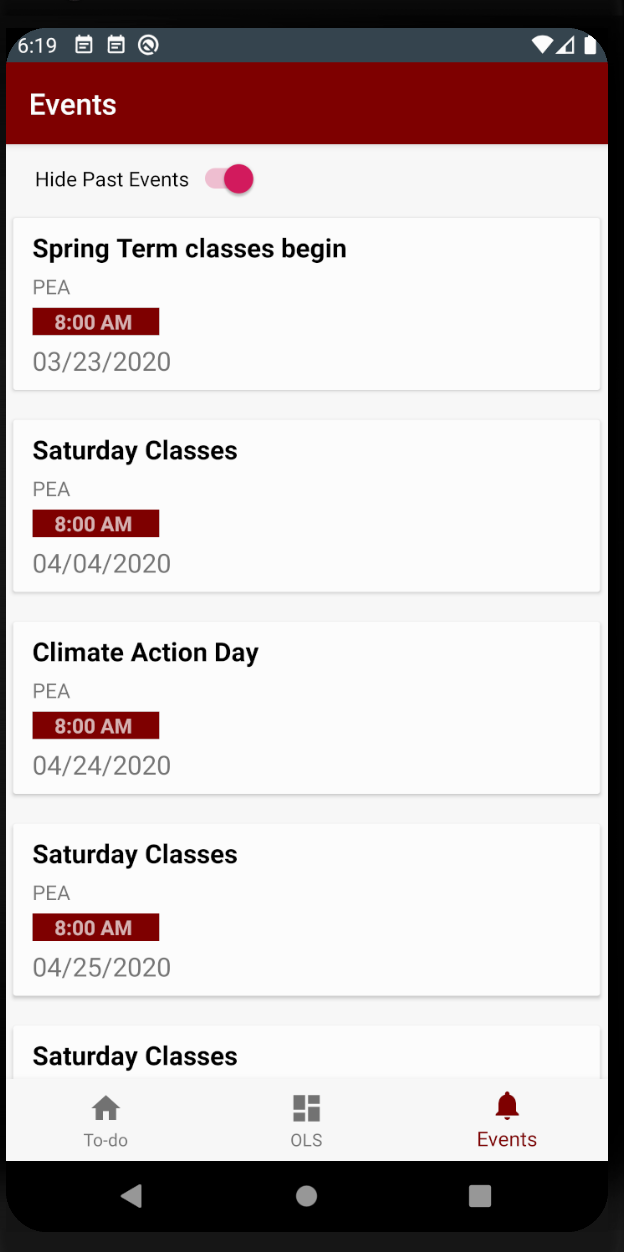 6:19
Events
Hide Past Events
Spring Term classes begin
PEA
8:00 AM
03/23/2020
Saturday Classes
PEA
8:00 AM
04/04/2020
Climate Action Day
PEA
8:00 AM
04/24/2020
Saturday Classes
PEA
8:00 AM
04/25/2020
Saturday Classes
To-do OLS Events